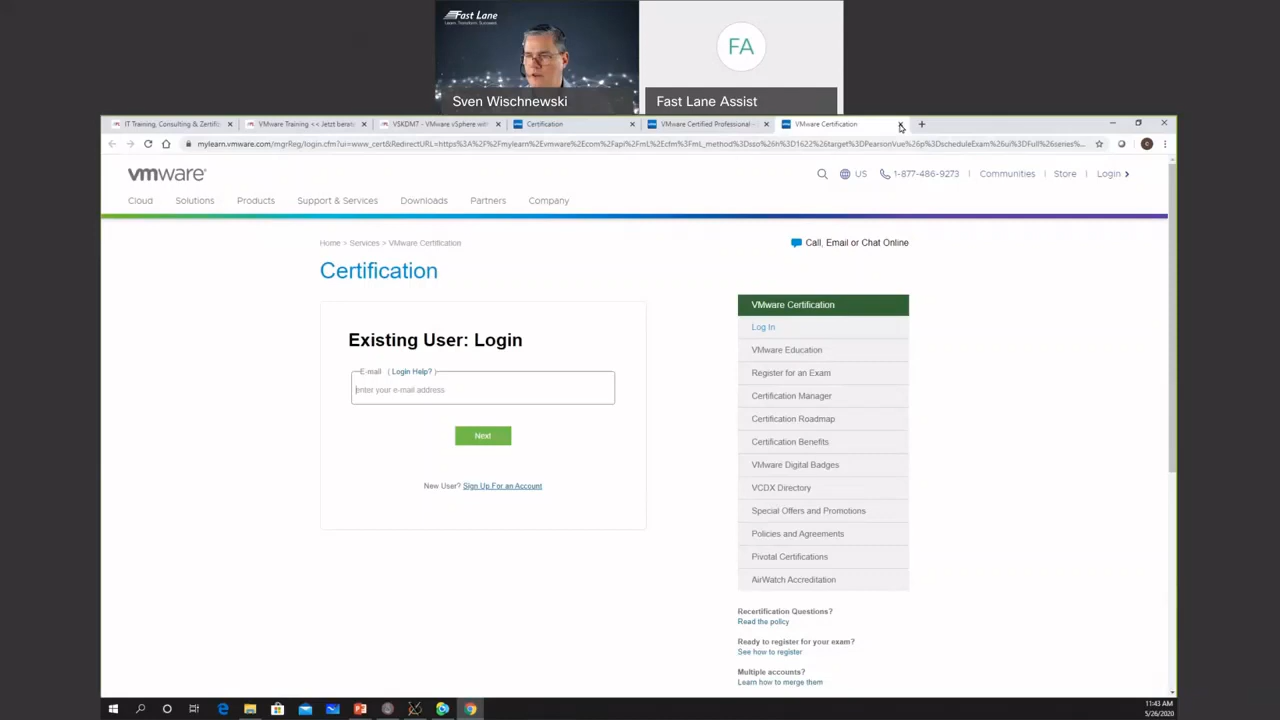 Fast Lane
FA
Sven Wischnewski
Fast Lane Assist
IT Training, Consulting & Zertifi
VMware Training << Jetzt berat
VSKDM7 - VMware vSphere with
Certification
VMware Certified Professional -
VMware Certification
vmware
US
1-877-486-9273
Communities
Store
Login
Cloud
Solutions
Products
Support & Services
Downloads
Partners
Company
Home > Services > VMware Certification
Call, Email or Chat Online
Certification
Existing User: Login
E-mail ( Login Help? )
enter your e-mail address
Next
New User? Sign Up For an Account
VMware Certification
Log In
VMware Education
Register for an Exam
Certification Manager
Certification Roadmap
Certification Benefits
VMware Digital Badges
VCDX Directory
Special Offers and Promotions
Policies and Agreements
Pivotal Certifications
AirWatch Accreditation
Recertification Questions?
Read the policy
Ready to register for your exam?
See how to register
Multiple accounts?
Learn how to merge them
11:43 AM
5/26/2020